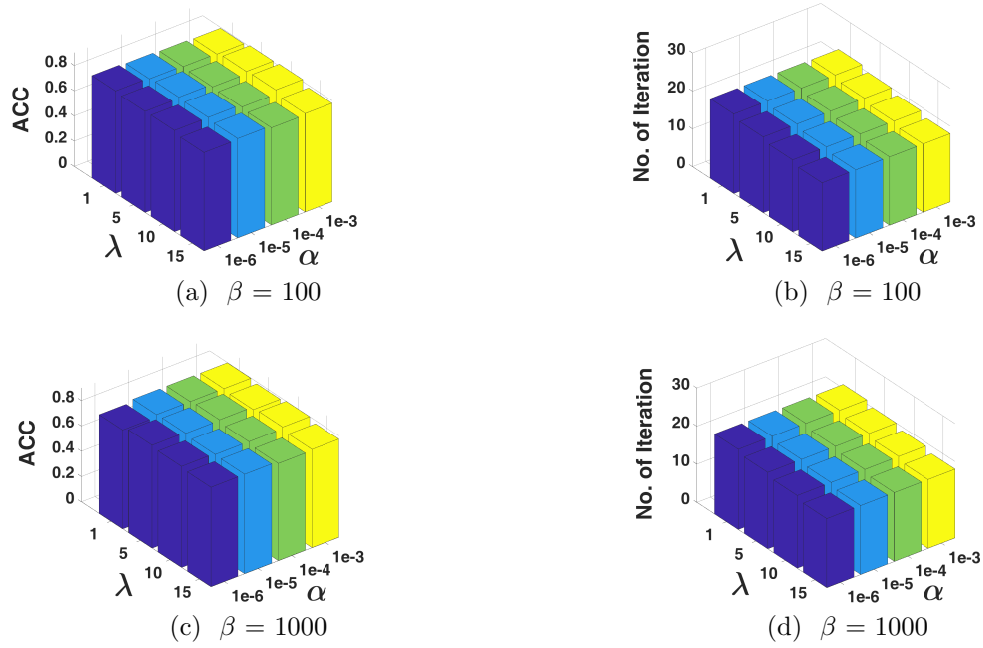 ACC
0.8
0.6
0.4
0.2
0
1
5
10
15
λ
1e-6
1e-5
1e-4
1e-3
α
(a) β = 100
No. of Iteration
30
20
10
0
1
5
10
15
λ
1e-6
1e-5
1e-4
1e-3
α
(b) β = 100
ACC
0.8
0.6
0.4
0.2
0
1
5
10
15
λ
1e-6
1e-5
1e-4
1e-3
α
(c) β = 1000
No. of Iteration
30
20
10
0
1
5
10
15
λ
1e-6
1e-5
1e-4
1e-3
α
(d) β = 1000